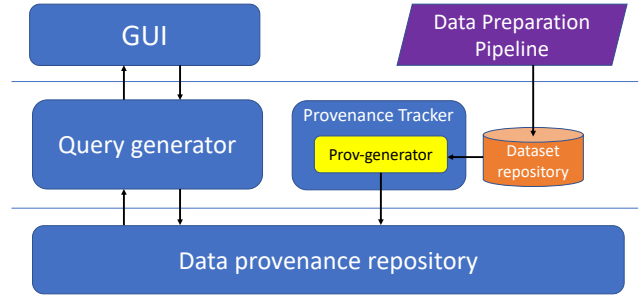 GUI
Data Preparation
Pipeline
Query generator
Provenance Tracker
Prov-generator
Dataset
repository
Data provenance repository